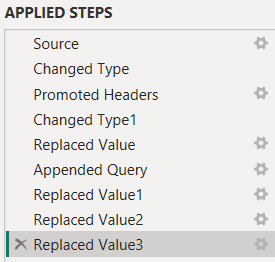 APPLIED STEPS
Source
Changed Type
Promoted Headers
Changed Type1
Replaced Value
Appended Query
Replaced Value1
Replaced Value2
Replaced Value3